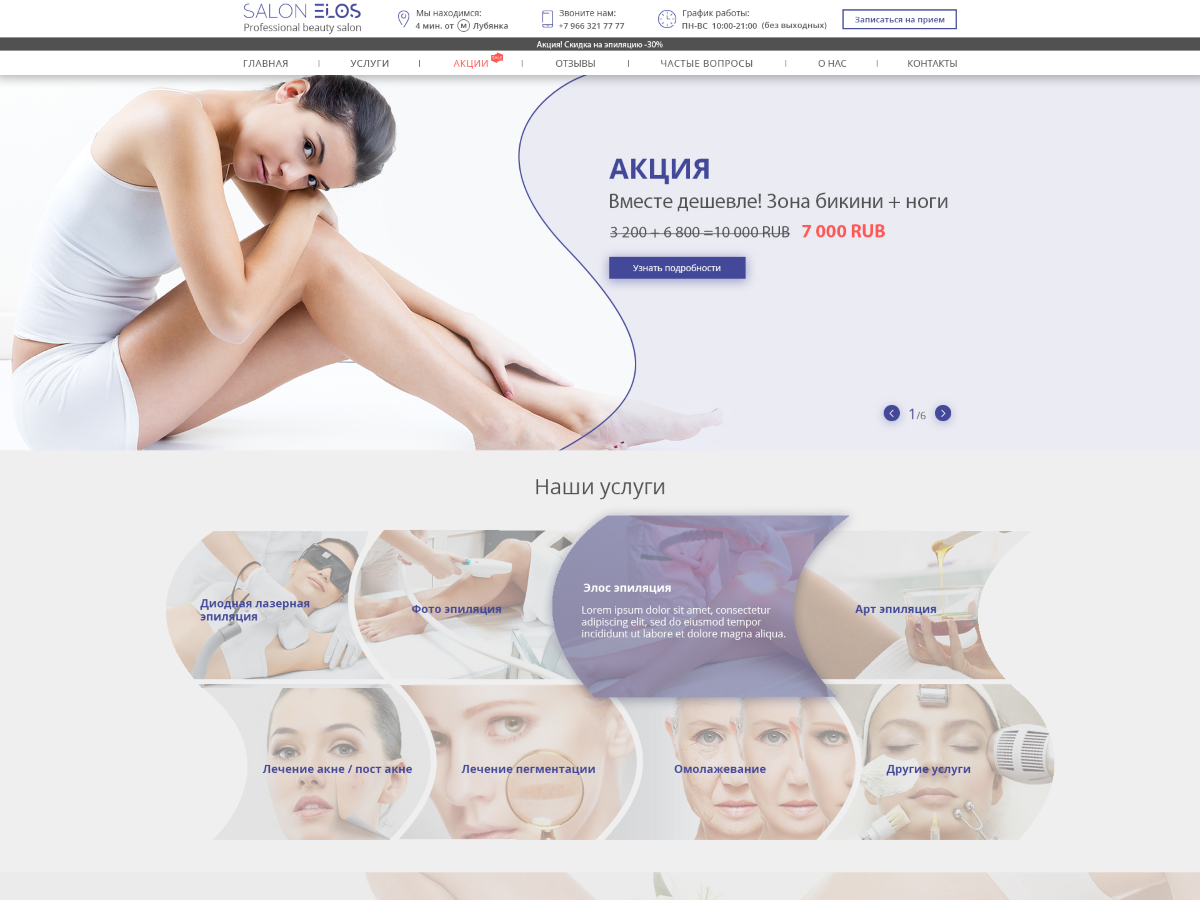 SALON ELOS
Professional beauty salon
Мы находимся:
4 мин. от М Лубянка
Звоните нам:
+7 966 321 77 77
График работы:
ПН-ВС 10:00-21:00 (без выходных)
Записаться на прием
Акция! Скидка на эпиляцию -30%
ГЛАВНАЯ | УСЛУГИ | АКЦИИ | ОТЗЫВЫ | ЧАСТЫЕ ВОПРОСЫ | О НАС | КОНТАКТЫ
АКЦИЯ
Вместе дешевле! Зона бикини + ноги
3 200 + 6 800 =10 000 RUB 7 000 RUB
Узнать подробности
1/6
Наши услуги
Диодная лазерная
эпиляция
Фото эпиляция
Элос эпиляция
Lorem ipsum dolor sit amet, consectetur
adipiscing elit, sed do eiusmod tempor
incididunt ut labore et dolore magna aliqua.
Арт эпиляция
Лечение акне / пост акне
Лечение пегментации
Омолажевание
Другие услуги